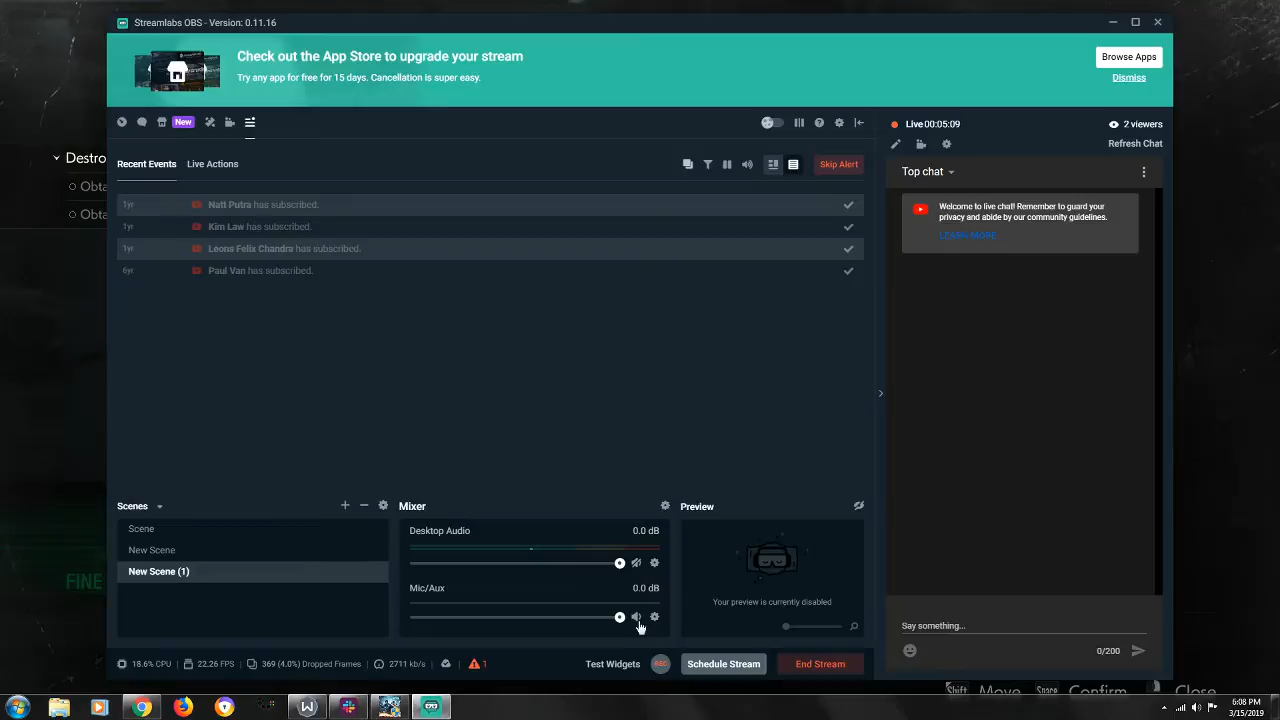 Streamlabs OBS - Version: 0.11.16
Check out the App Store to upgrade your stream
Try any app for free for 15 days. Cancellation is super easy.
Browse Apps
Dismiss
New
Live 00:05:09
2 viewers
Refresh Chat
Destro
Obta
Obta
Recent Events
Live Actions
Skip Alert
Top chat
1yr Natt Putra has subscribed.
1yr Kim Law has subscribed.
1yr Leons Felix Chandra has subscribed.
6yr Paul Van has subscribed.
Welcome to live chat! Remember to guard your
privacy and abide by our community guidelines.
LEARN MORE
Scenes
Scene
New Scene
New Scene (1)
Mixer
Desktop Audio 0.0 dB
Mic/Aux 0.0 dB
Preview
Your preview is currently disabled
FINE
Say something...
0/200
18.6% CPU
22.26 FPS
369 (4.0%) Dropped Frames
2711 kb/s
1
Test Widgets
REC
Schedule Stream
End Stream
Shift Move Space Confirm Close
6:08 PM
3/15/2019